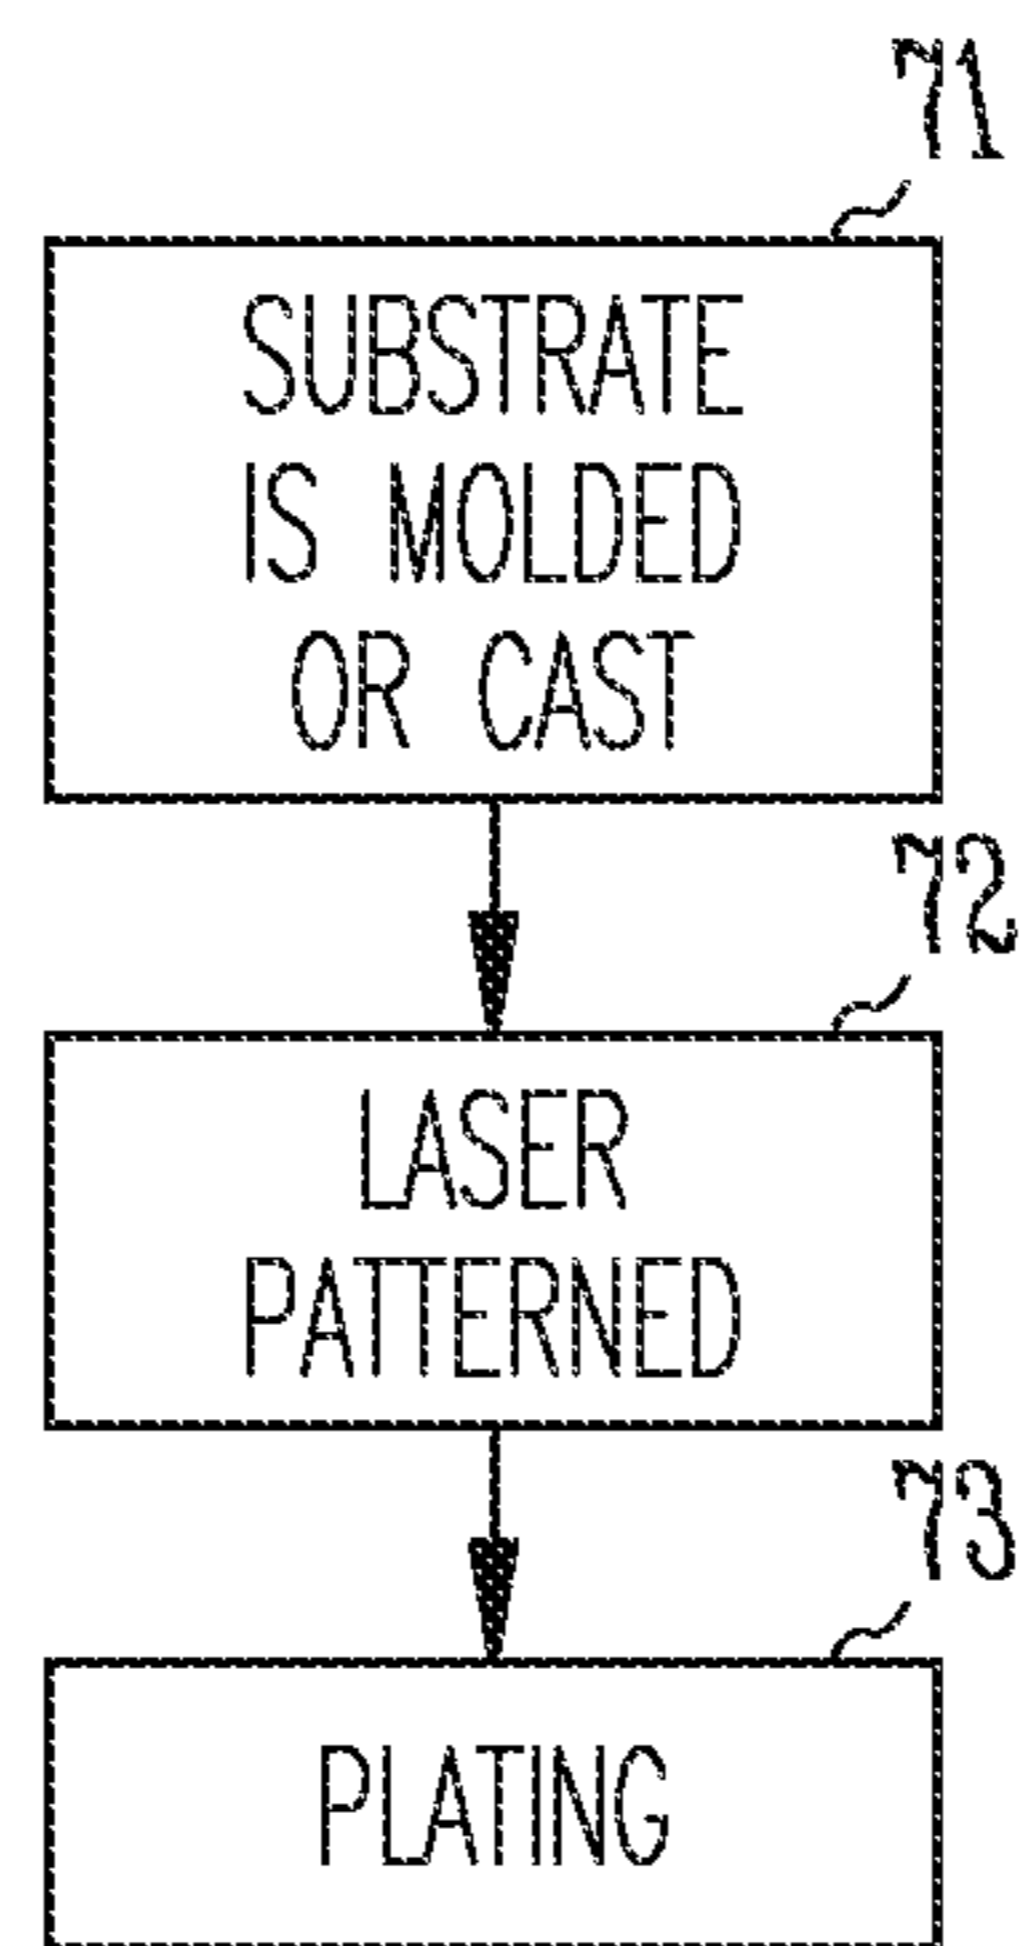 71
SUBSTRATE
IS MOLDED
OR CAST
72
LASER
PATTERNED
73
PLATING